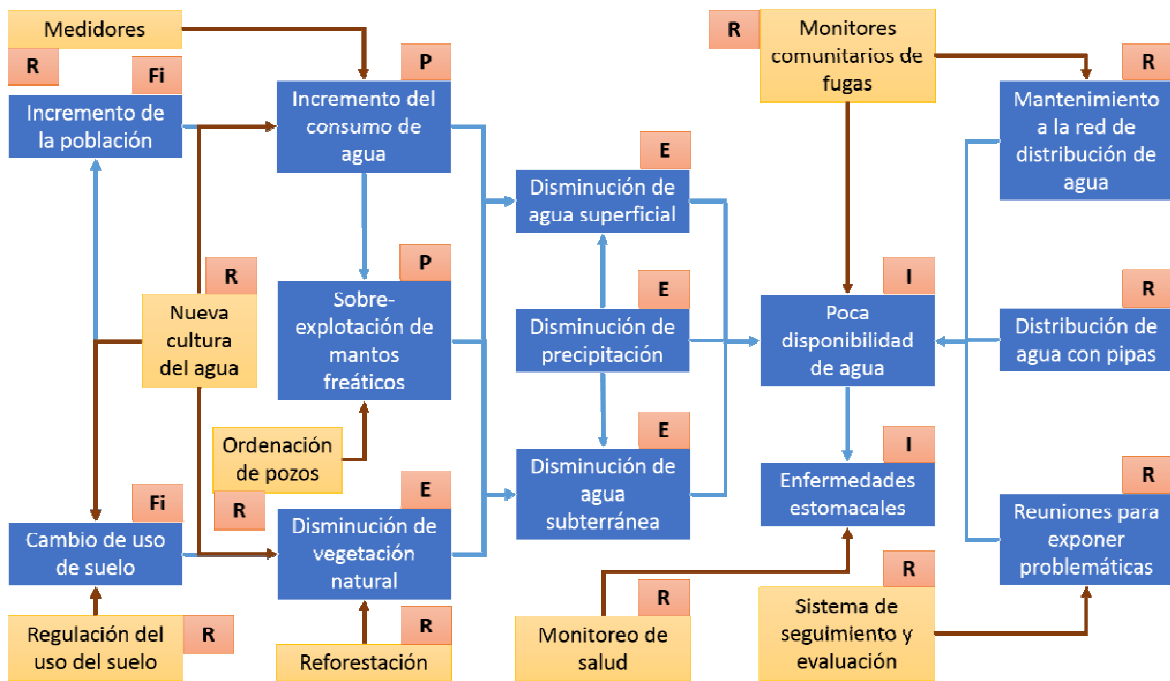 Medidores
R
Fi
Incremento de
la población
P
Incremento del
consumo de
agua
R
Monitores
comunitarios de
fugas
R
Mantenimiento
a la red de
distribución de
agua
E
Disminución de
agua superficial
R
Nueva
cultura
del agua
P
Sobre-
explotación de
mantos
freáticos
E
Disminución de
precipitación
I
Poca
disponibilidad
de agua
R
Distribución de
agua con pipas
Ordenación
de pozos
R
E
Disminución de
agua
subterránea
I
Enfermedades
estomacales
R
Reuniones para
exponer
problemáticas
Fi
Cambio de uso
de suelo
E
Disminución de
vegetación
natural
Regulación del
uso del suelo
R
R
Reforestación
R
Monitoreo de
salud
R
Sistema de
seguimiento y
evaluación